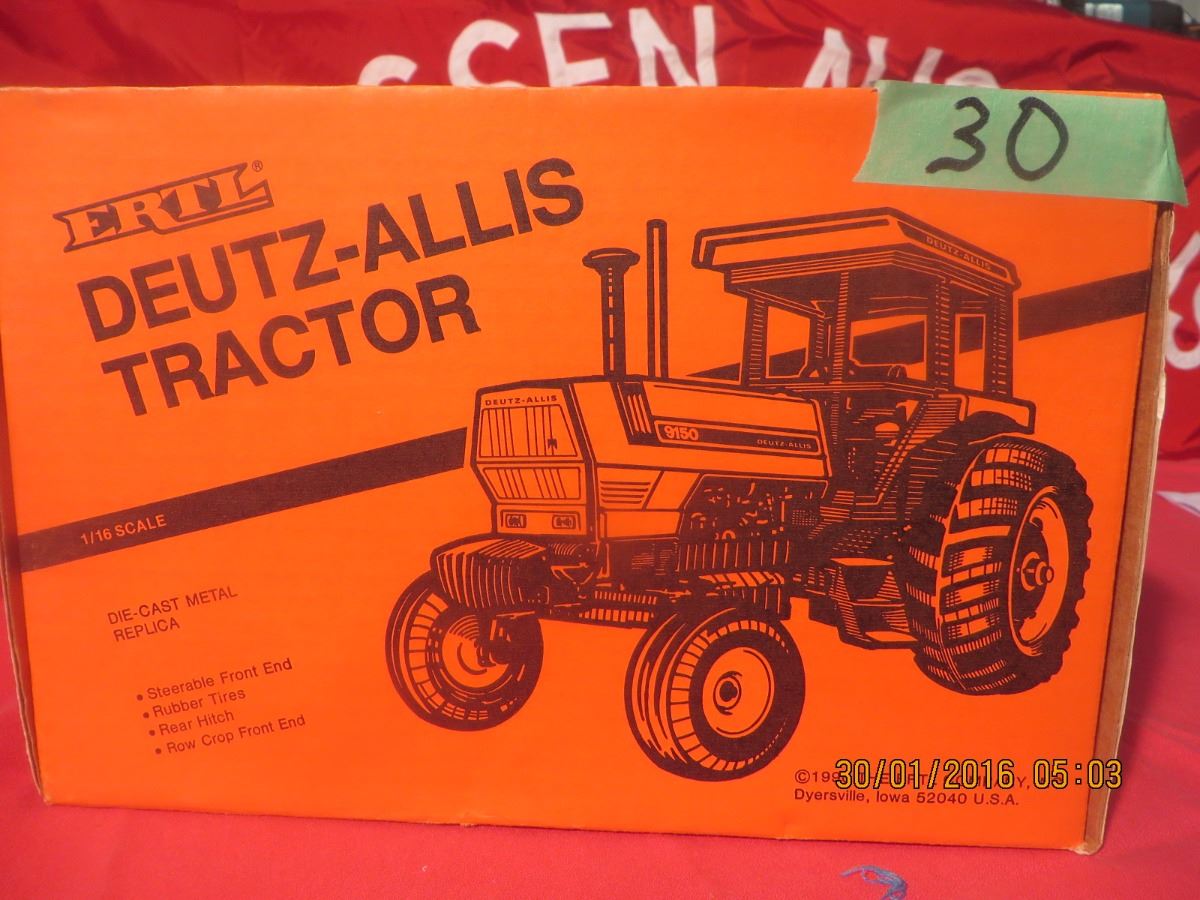 SSEN AUC
30
ERTL®
DEUTZ-ALLIS
TRACTOR
DEUTZ-ALLIS
DEUTZ-ALLIS
9150
DEUTZ-ALLIS
1/16 SCALE
DIE-CAST METAL
REPLICA
• Steerable Front End
• Rubber Tires
• Rear Hitch
• Row Crop Front End
30/01/2016 05:03
Dyersville, Iowa 52040 U.S.A.